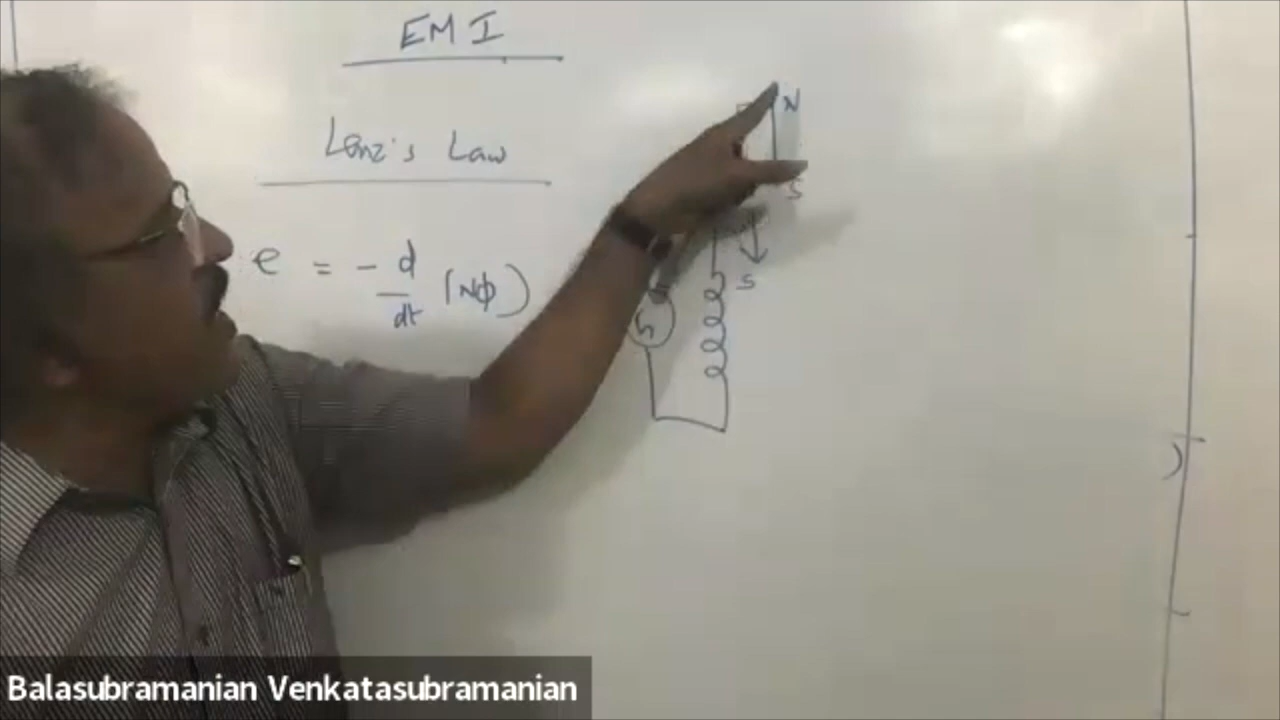 EMI
Lenz's Law
e = - d/dt (Nϕ)
N
S
S
G
Balasubramanian Venkatasubramanian